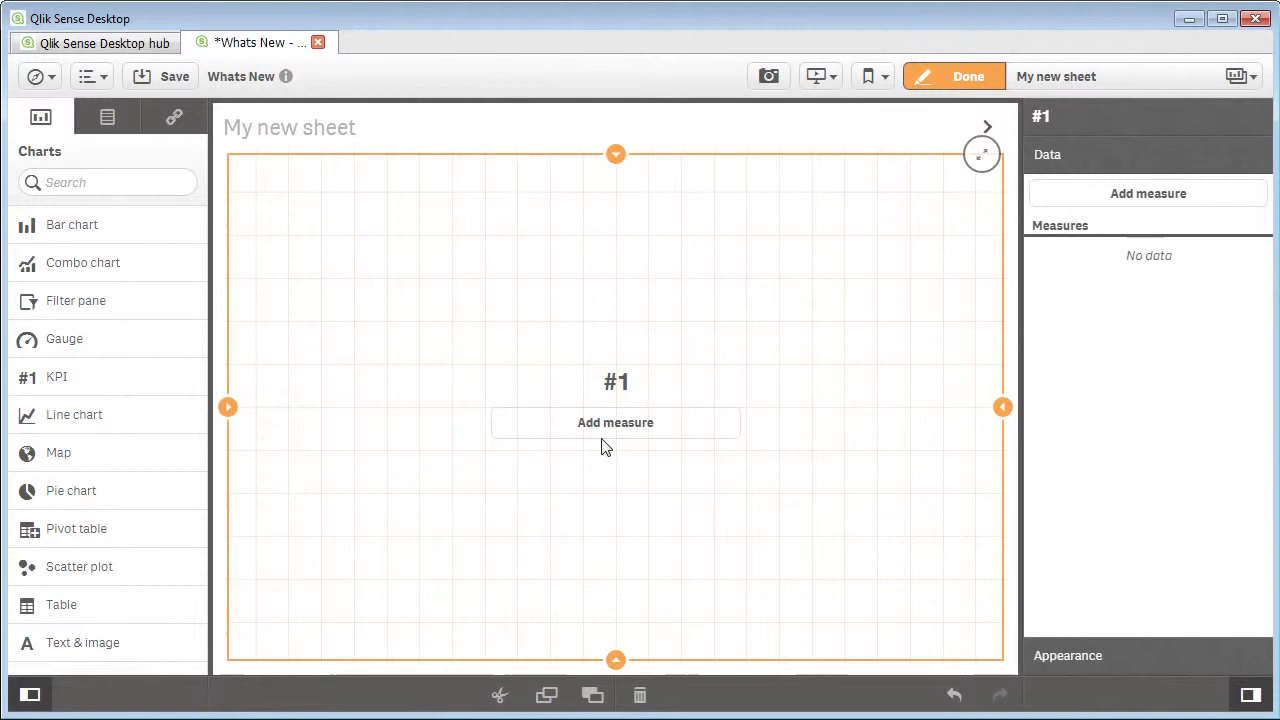 Qlik Sense Desktop
Qlik Sense Desktop hub
*Whats New - ...
Save
Whats New
Done
My new sheet
Charts
Search
Bar chart
Combo chart
Filter pane
Gauge
#1 KPI
Line chart
Map
Pie chart
Pivot table
Scatter plot
Table
A Text & image
My new sheet
#1
Add measure
#1
Data
Add measure
Measures
No data
Appearance